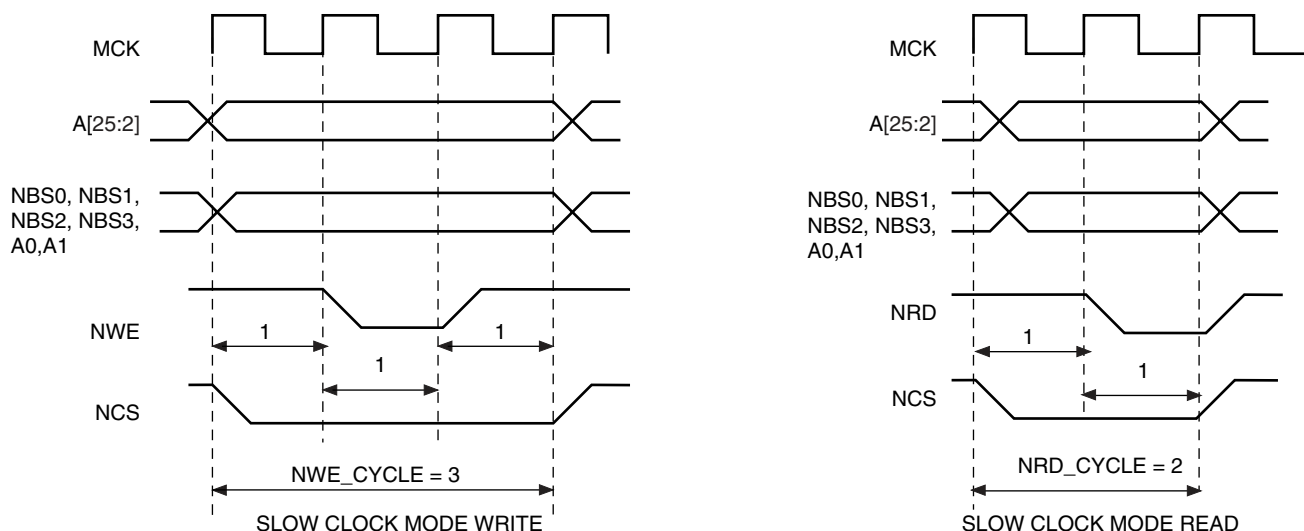 MCK
A[25:2]
NBS0, NBS1,
NBS2, NBS3,
A0,A1
NWE
1
1
1
NCS
NWE_CYCLE = 3
SLOW CLOCK MODE WRITE
MCK
A[25:2]
NBS0, NBS1,
NBS2, NBS3,
A0,A1
NRD
1
1
NCS
NRD_CYCLE = 2
SLOW CLOCK MODE READ